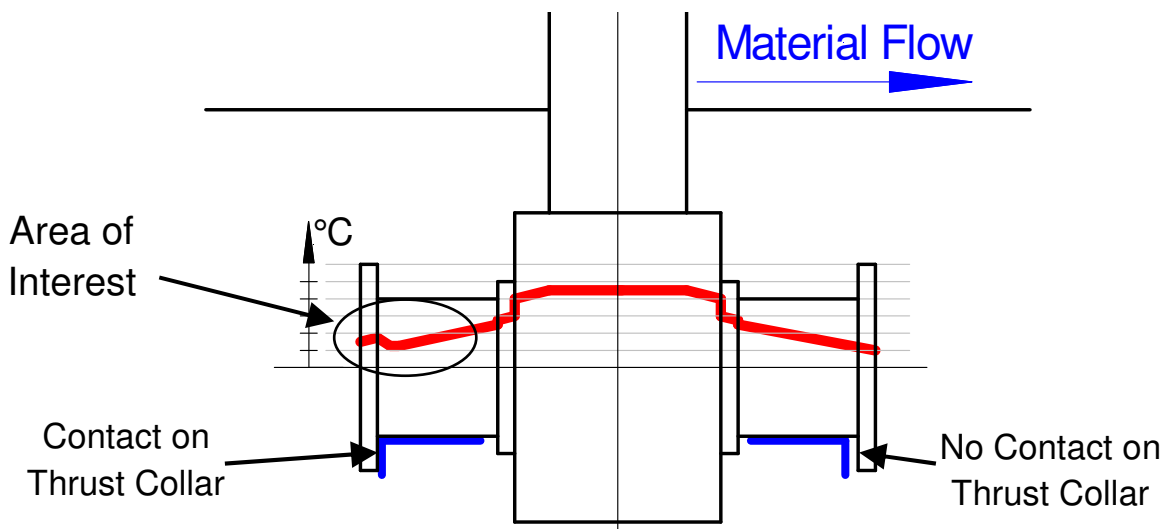 Material Flow
Area of
Interest
°C
Contact on
Thrust Collar
No Contact on
Thrust Collar